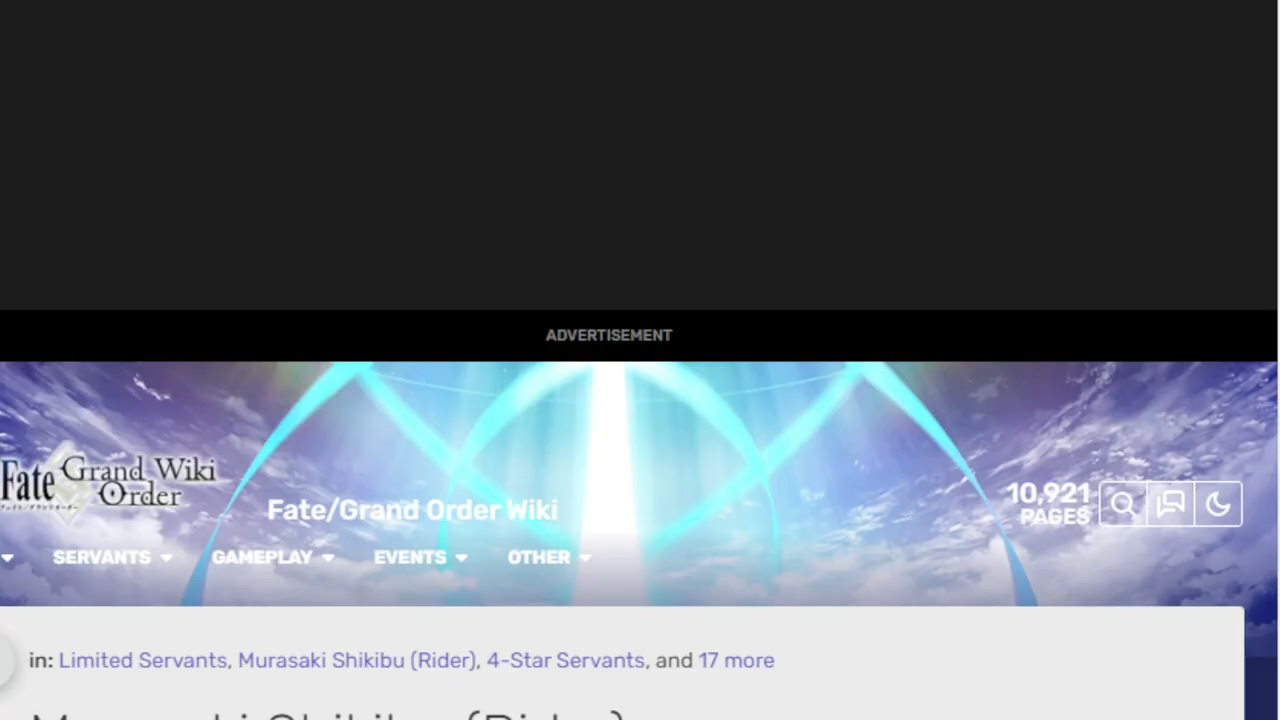 ADVERTISEMENT
Fate Grand Order Wiki
Fate/Grand Order Wiki
10,921
PAGES
SERVANTS GAMEPLAY EVENTS OTHER
in: Limited Servants, Murasaki Shikibu (Rider), 4-Star Servants, and 17 more